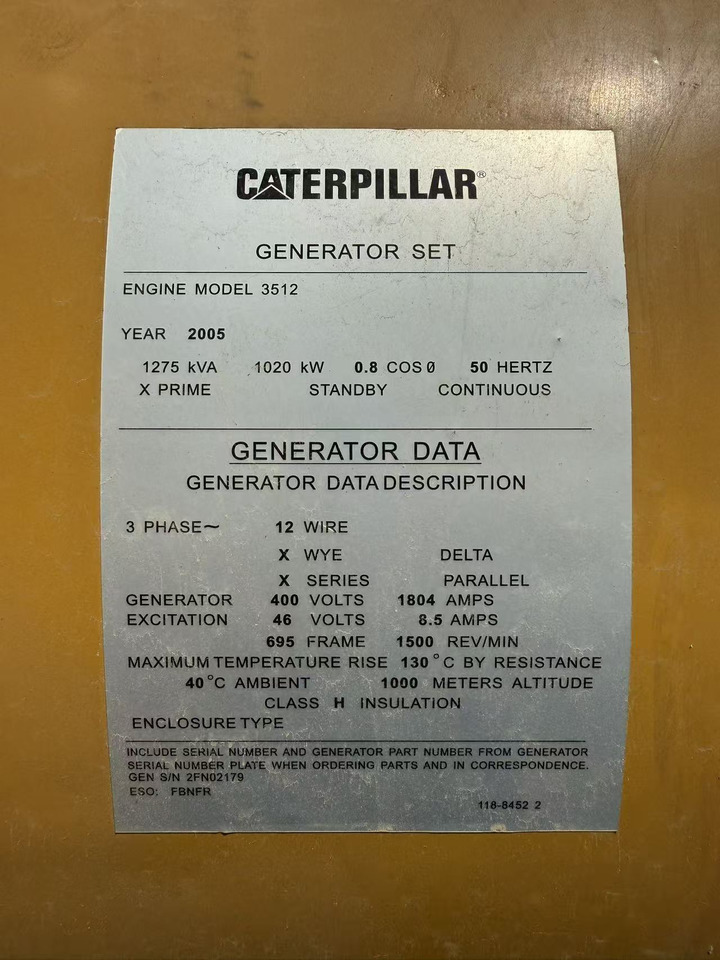 CATERPILLAR®
GENERATOR SET
ENGINE MODEL 3512
YEAR 2005
1275 kVA 1020 kW 0.8 COS Ø 50 HERTZ
X PRIME STANDBY CONTINUOUS
GENERATOR DATA
GENERATOR DATA DESCRIPTION
3 PHASE~ 12 WIRE
X WYE DELTA
X SERIES PARALLEL
GENERATOR 400 VOLTS 1804 AMPS
EXCITATION 46 VOLTS 8.5 AMPS
695 FRAME 1500 REV/MIN
MAXIMUM TEMPERATURE RISE 130°C BY RESISTANCE
40°C AMBIENT 1000 METERS ALTITUDE
CLASS H INSULATION
ENCLOSURE TYPE
INCLUDE SERIAL NUMBER AND GENERATOR PART NUMBER FROM GENERATOR
SERIAL NUMBER PLATE WHEN ORDERING PARTS AND IN CORRESPONDENCE.
GEN S/N 2FN02179
ESO: FBNFR
118-8452 2